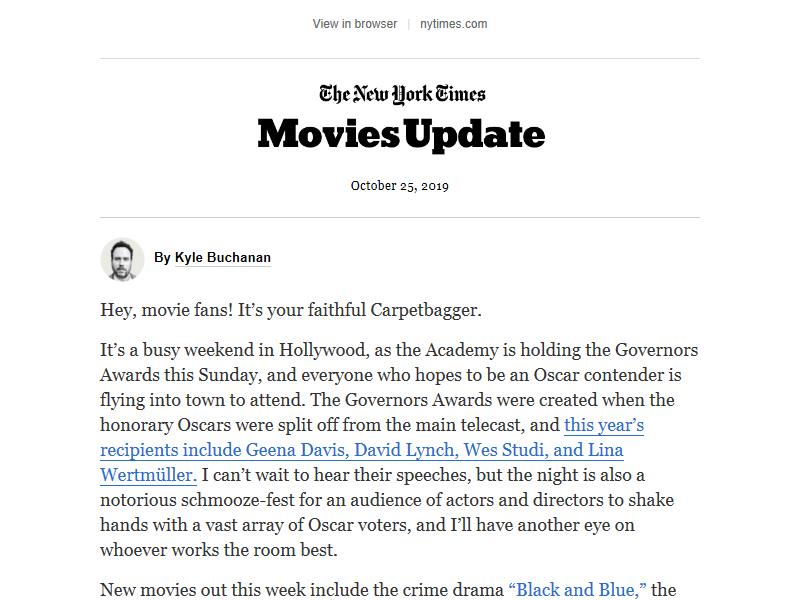 View in browser | nytimes.com
The New York Times
Movies Update
October 25, 2019
By Kyle Buchanan
Hey, movie fans! It’s your faithful Carpetbagger.
It’s a busy weekend in Hollywood, as the Academy is holding the Governors
Awards this Sunday, and everyone who hopes to be an Oscar contender is
flying into town to attend. The Governors Awards were created when the
honorary Oscars were split off from the main telecast, and this year’s
recipients include Geena Davis, David Lynch, Wes Studi, and Lina
Wertmüller. I can’t wait to hear their speeches, but the night is also a
notorious schmooze-fest for an audience of actors and directors to shake
hands with a vast array of Oscar voters, and I’ll have another eye on
whoever works the room best.
New movies out this week include the crime drama “Black and Blue,” the